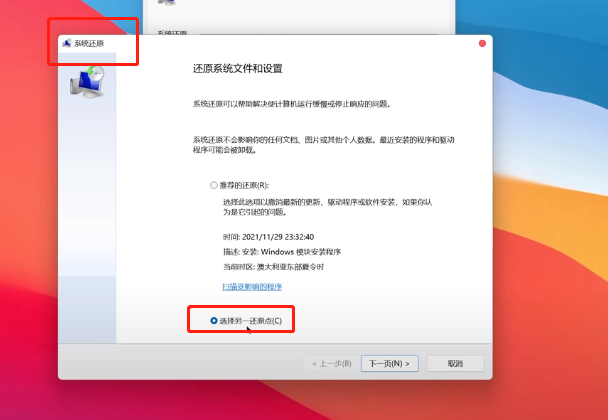 系统还原
系统还原
还原系统文件和设置
系统还原可以帮助解决使计算机运行缓慢或停止响应的问题。
系统还原不会影响你的任何文档、图片或其他个人数据。最近安装的程序和驱动
程序可能会被卸载。
推荐的还原(R):
选择此选项以撤消最新的更新、驱动程序或软件安装，如果你认
为是它引起的问题。
时间: 2021/11/29 23:32:40
描述: 安装: Windows 模块安装程序
当前时区: 澳大利亚东部夏令时
扫描受影响的程序
选择另一还原点(C)
< 上一步(B)
下一页(N) >
取消